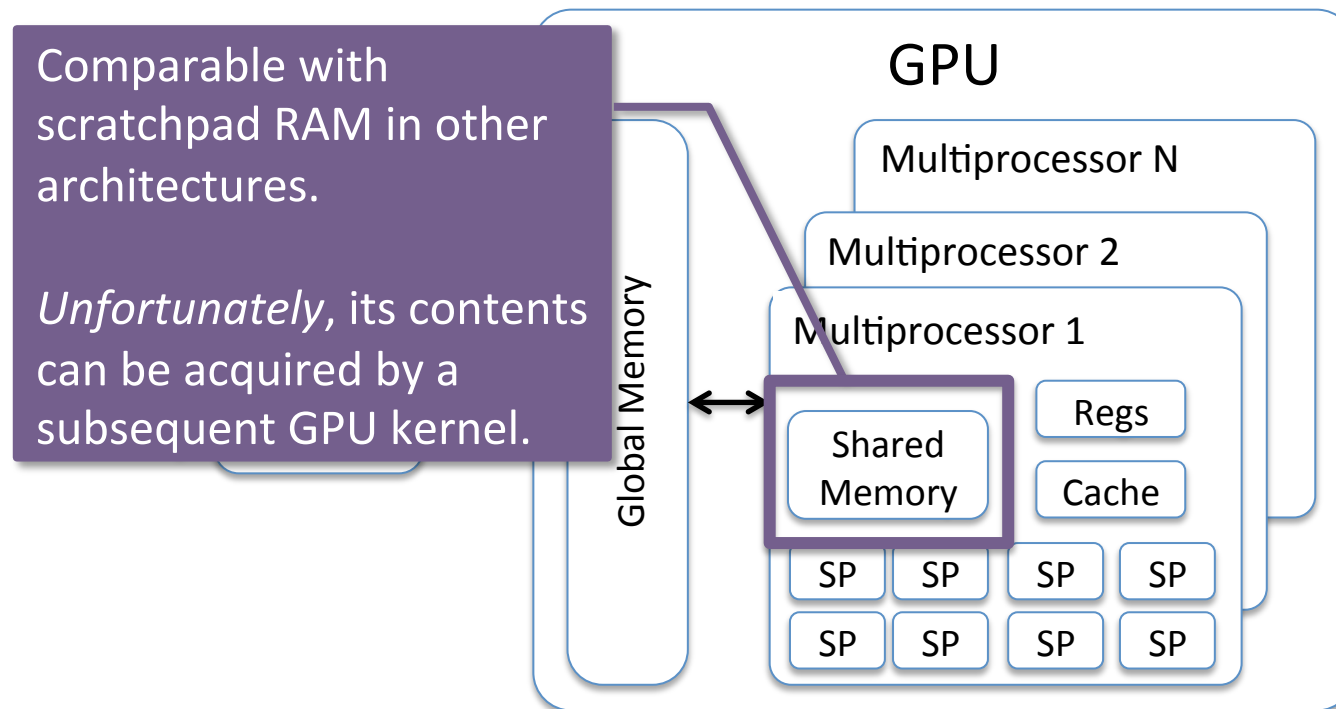 Comparable with
scratchpad RAM in other
architectures.
Unfortunately, its contents
can be acquired by a
subsequent GPU kernel.
GPU
Global Memory
Multiprocessor N
Multiprocessor 2
Multiprocessor 1
Shared
Memory
Regs
Cache
SP SP SP SP
SP SP SP SP